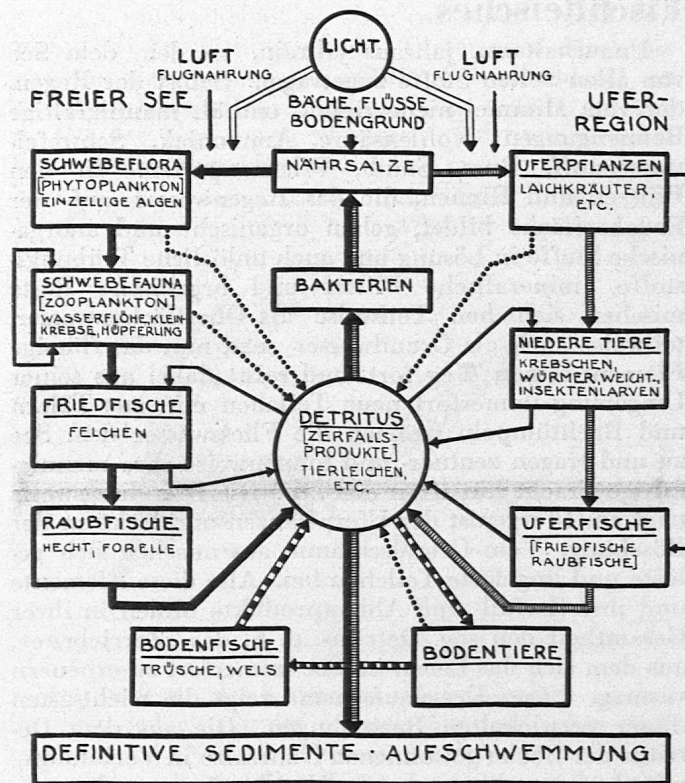 Kreislaufes
LICHT
LUFT
FLUGNAHRUNG
LUFT
FLUGNAHRUNG
FREIER SEE
BÄCHE, FLÜSSE
BODENGRUND
UFER-
REGION
SCHWEBEFLORA
[PHYTOPLANKTON]
EINZELLIGE ALGEN
NÄHRSALZE
UFERPFLANZEN
LAICHKRÄUTER,
ETC.
SCHWEBEFAUNA
[ZOOPLANKTON]
WASSERFLÖHE, KLEIN
KREBSE, HÜPFERUNG
BAKTERIEN
NIEDERE TIERE
KREBSCHEN,
WÜRMER, WEICHT.,
INSEKTENLARVEN
FRIEDFISCHE
FELCHEN
DETRITUS
[ZERFALLS-
PRODUKTE]
TIERLEICHEN,
ETC.
RAUBFISCHE
HECHT, FORELLE
UFERFISCHE
[FRIEDFISCHE
RAUBFISCHE]
BODENFISCHE
TRÜSCHE, WELS
BODENTIERE
DEFINITIVE SEDIMENTE · AUFSCHWEMMUNG